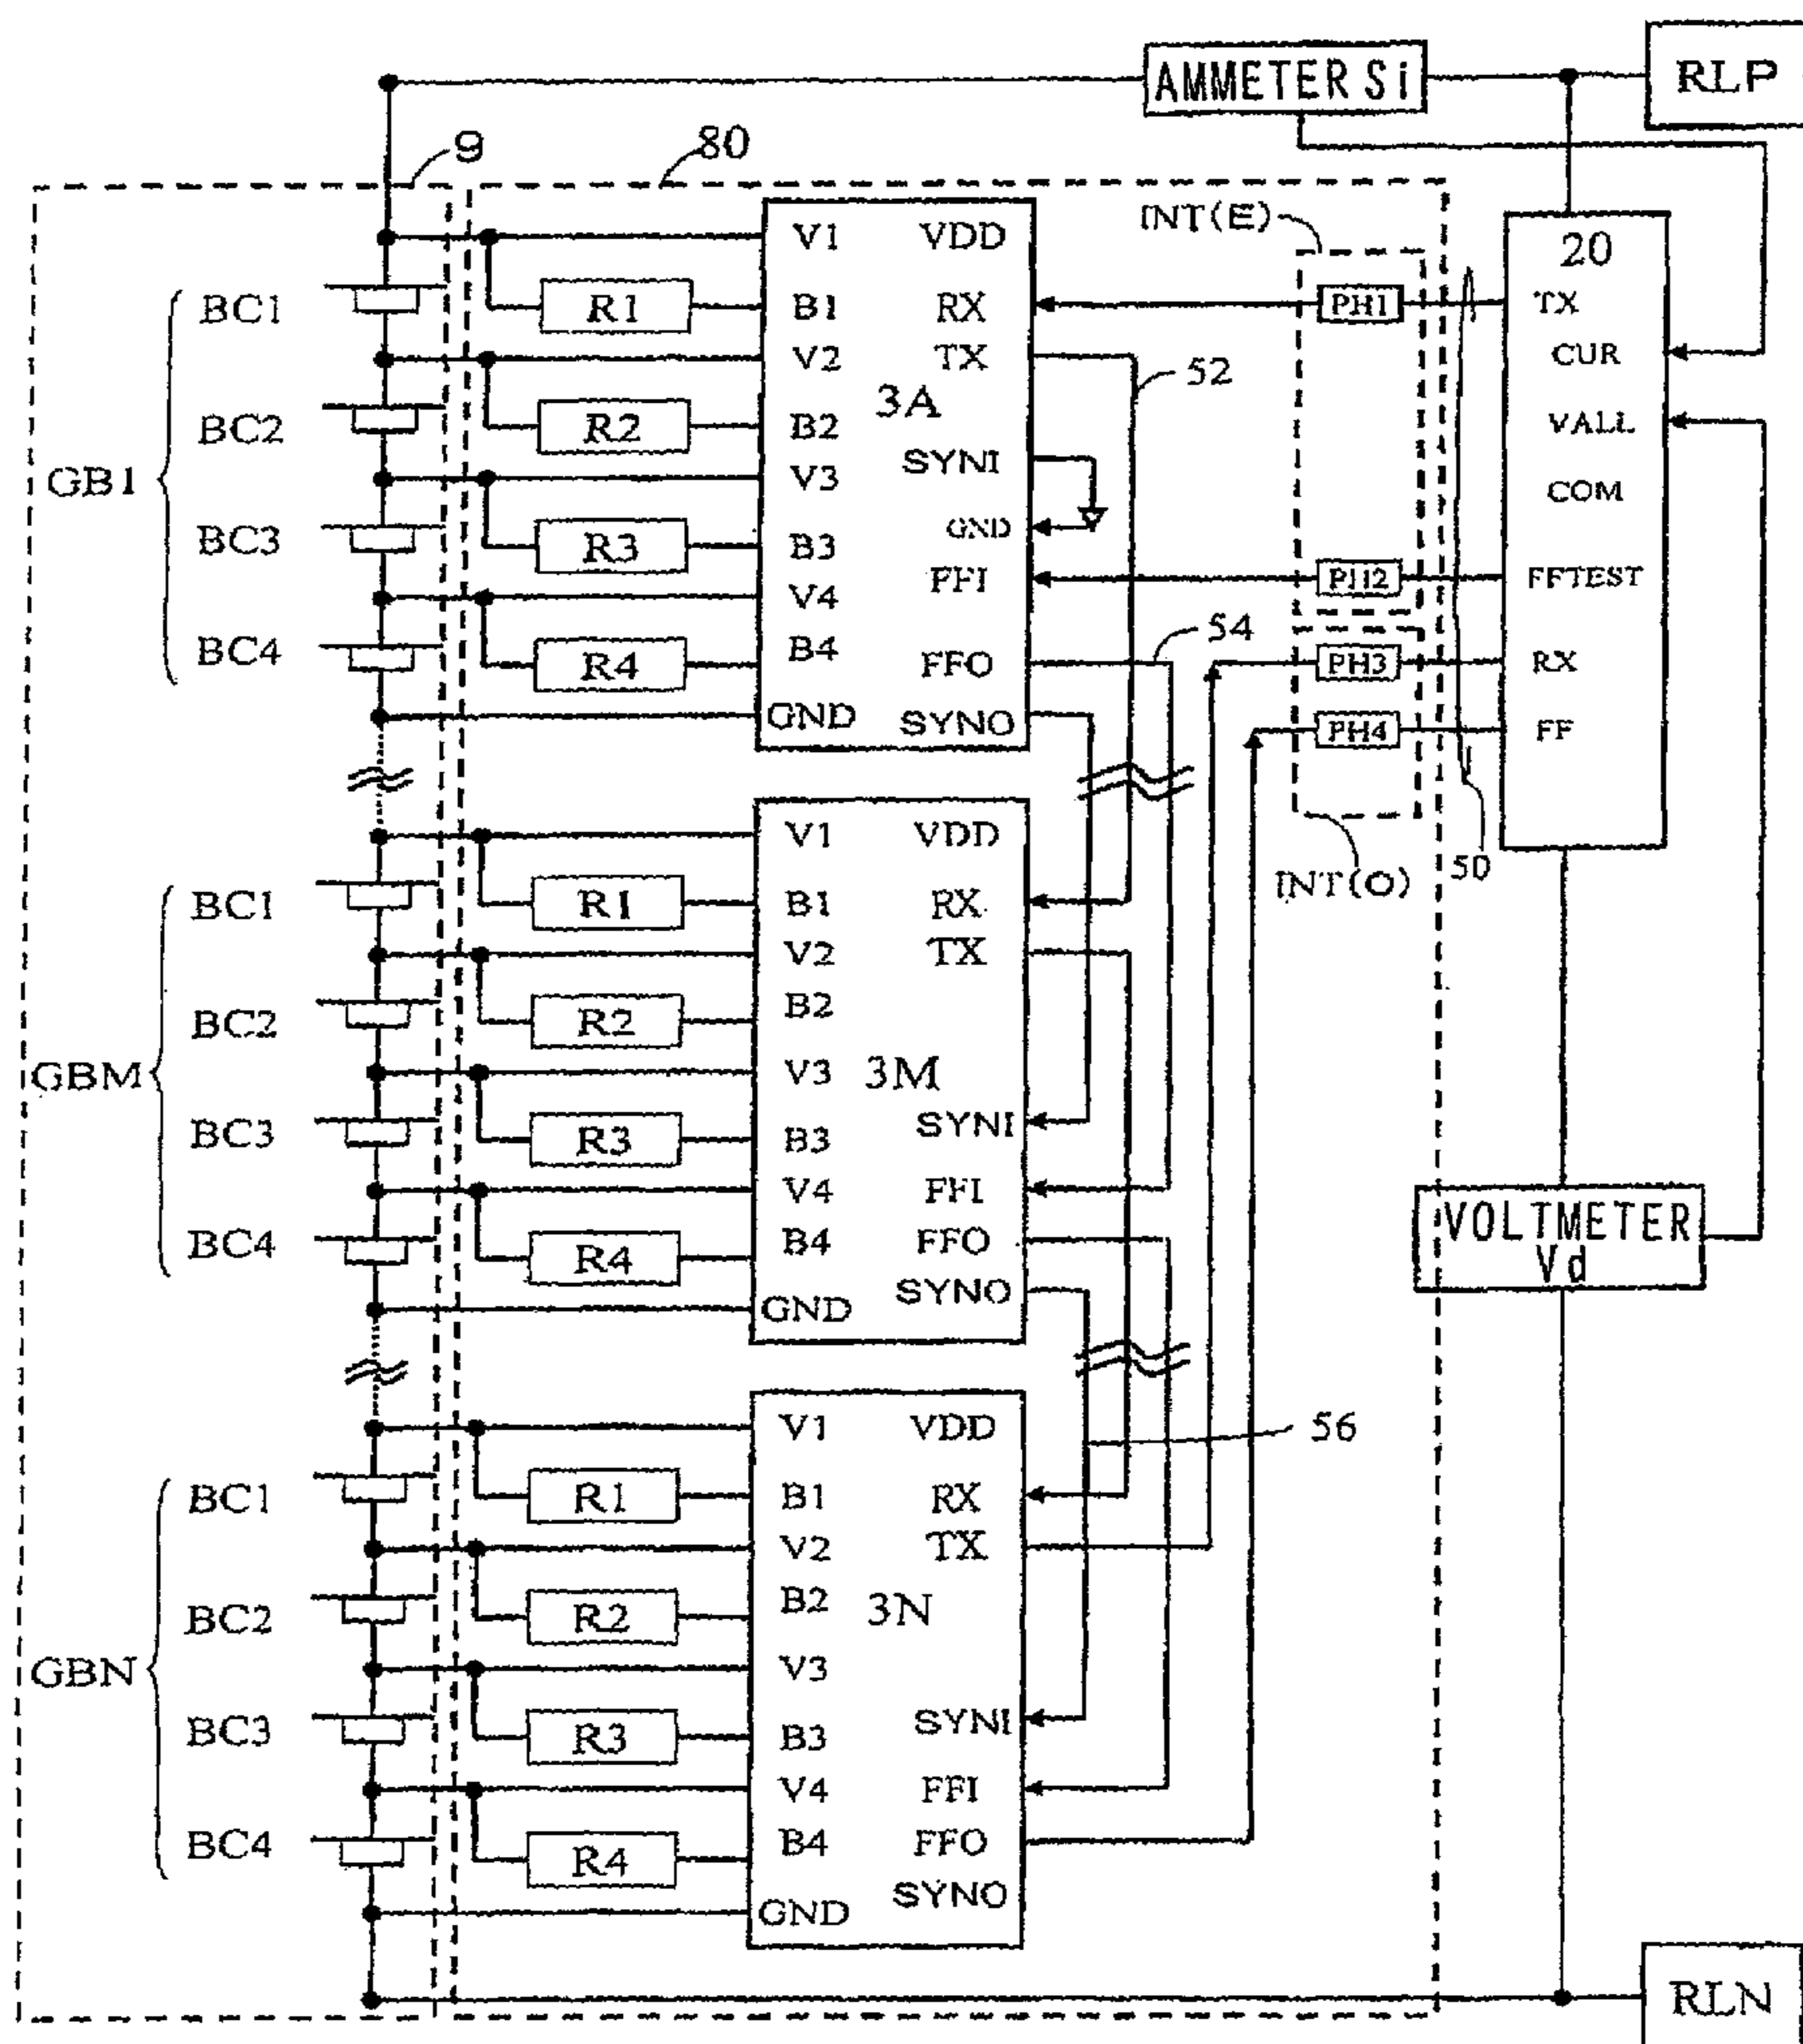 AMMETER Si
RLP
9
80
INT(E)
20
TX
CUR
VALL
COM
FFTEST
RX
FF
PH1
PH2
PH3
PH4
INT(O)
50
52
54
56
VOLTMETER
Vd
RLN
GB1
BC1
BC2
BC3
BC4
R1
R2
R3
R4
V1
B1
V2
B2
V3
B3
V4
B4
GND
3A
VDD
RX
TX
SYNI
GND
FFI
FFO
SYNO
GBM
BC1
BC2
BC3
BC4
R1
R2
R3
R4
V1
B1
V2
B2
V3
B3
V4
B4
GND
3M
VDD
RX
TX
SYNI
FFI
FFO
SYNO
GBN
BC1
BC2
BC3
BC4
R1
R2
R3
R4
V1
B1
V2
B2
V3
B3
V4
B4
GND
3N
VDD
RX
TX
SYNI
FFI
FFO
SYNO